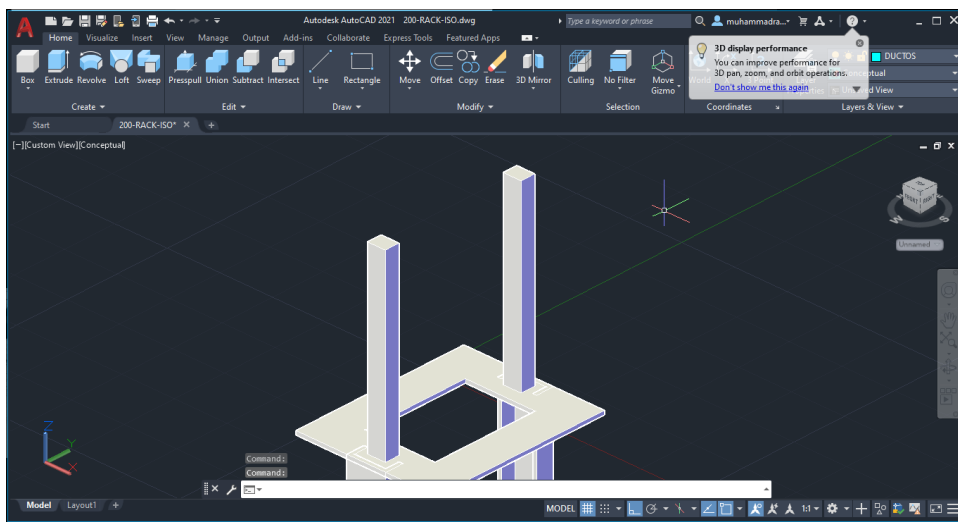 Autodesk AutoCAD 2021 200-RACK-ISO.dwg
Type a keyword or phrase
muhammadra...
Home Visualize Insert View Manage Output Add-ins Collaborate Express Tools Featured Apps
3D display performance
You can improve performance for
3D pan, zoom, and orbit operations.
Don't show me this again
DUCTOS
Box Extrude Revolve Loft Sweep Presspull Union Subtract Intersect Line Rectangle Move Offset Copy Erase 3D Mirror Culling No Filter Move
Gizmo
Create Edit Draw Modify Selection Coordinates Layers & View
Start 200-RACK-ISO* +
[−][Custom View][Conceptual]
FRONT RIGHT
W S
Unnamed
Z
Y
X
Command:
Command:
Model Layout1 +
MODEL 1:1